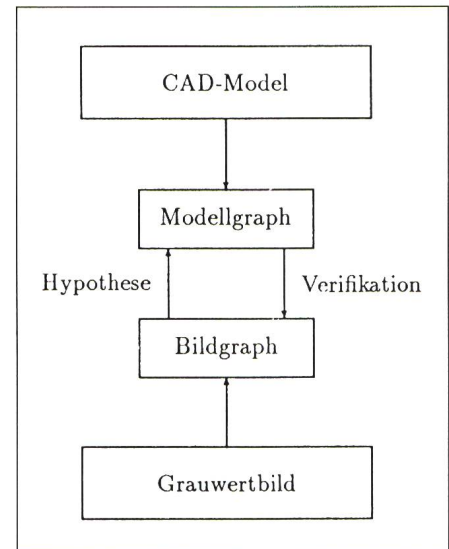 CAD-Model
Modellgraph
Hypothese
Verifikation
Bildgraph
Grauwertbild